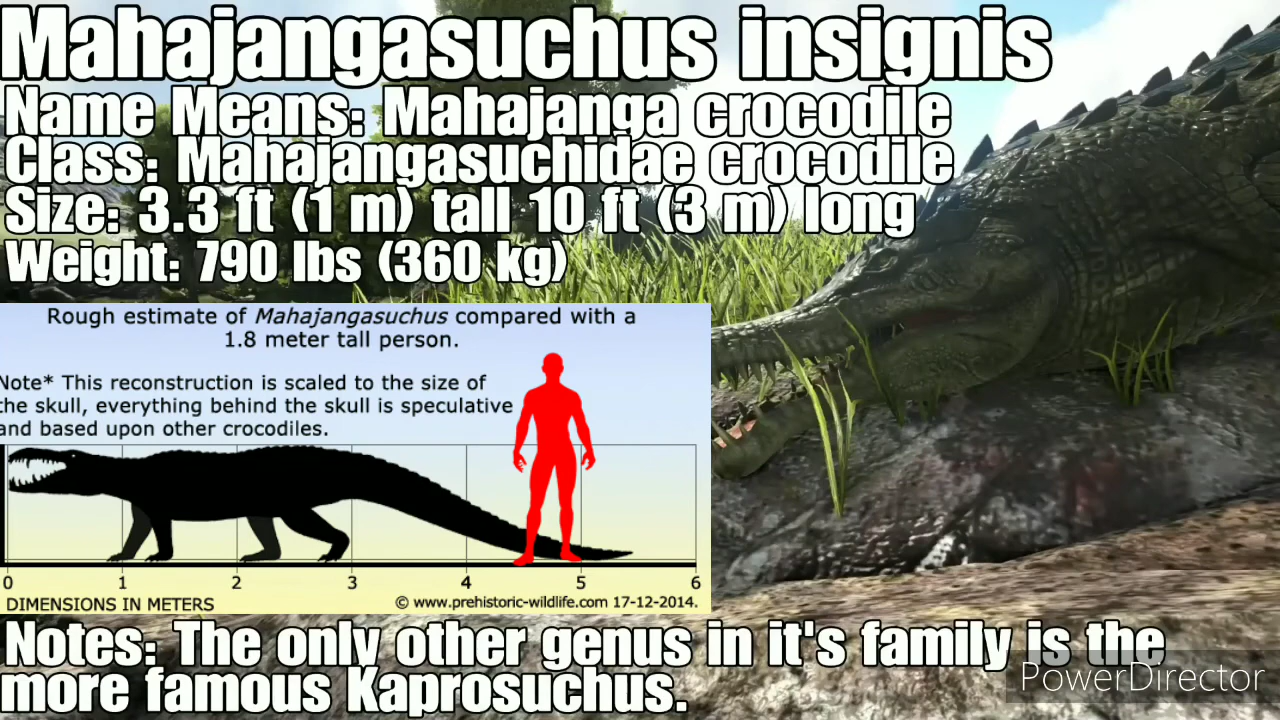 Mahajangasuchus insignis
Name Means: Mahajanga crocodile
Class: Mahajangasuchidae crocodile
Size: 3.3 ft (1 m) tall 10 ft (3 m) long
Weight: 790 lbs (360 kg)
Rough estimate of Mahajangasuchus compared with a
1.8 meter tall person.
Note* This reconstruction is scaled to the size of
the skull, everything behind the skull is speculative
and based upon other crocodiles.
0 1 2 3 4 5 6
DIMENSIONS IN METERS © www.prehistoric-wildlife.com 17-12-2014.
Notes: The only other genus in it's family is the
more famous Kaprosuchus.
PowerDirector